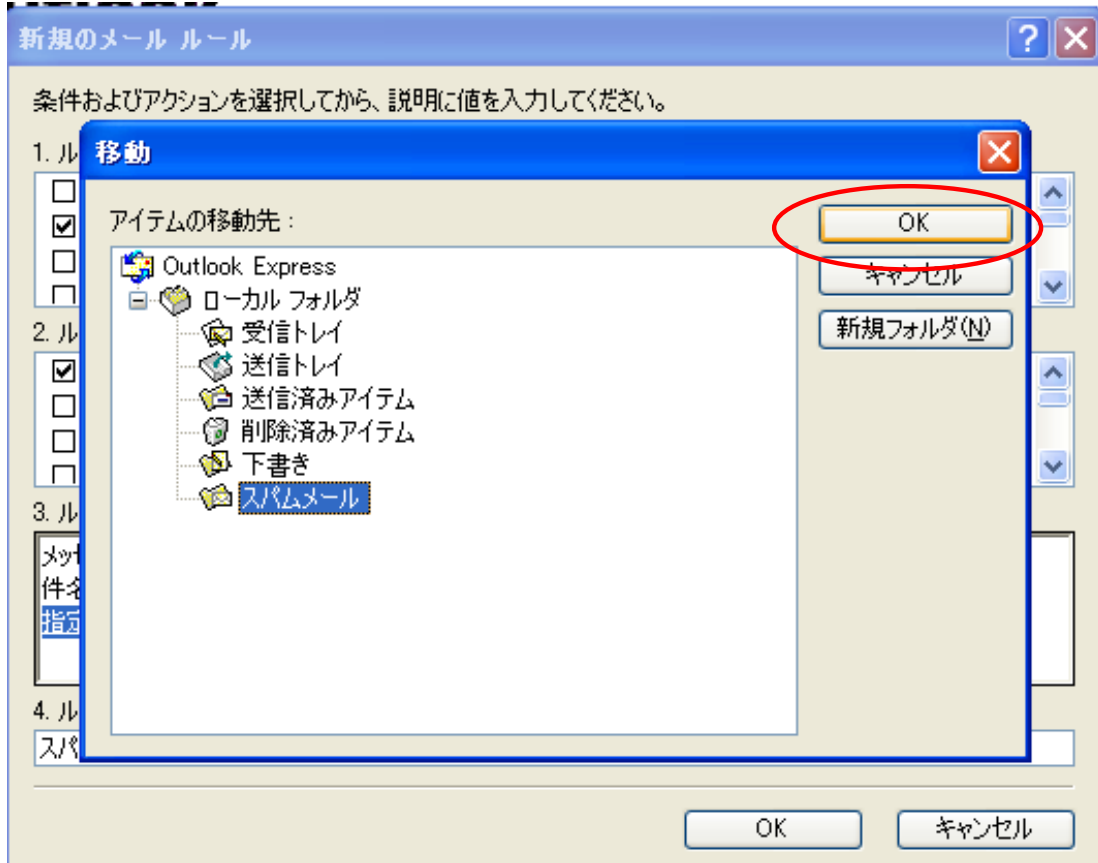 新規のメール ルール
条件およびアクションを選択してから、説明に値を入力してください。
1. ル
移動
アイテムの移動先：
OK
Outlook Express
キャンセル
ローカル フォルダ
新規フォルダ(N)
受信トレイ
2. ル
送信トレイ
送信済みアイテム
削除済みアイテム
下書き
スパムメール
3. ル
メッ
件名
指定
4. ル
スパ
OK
キャンセル